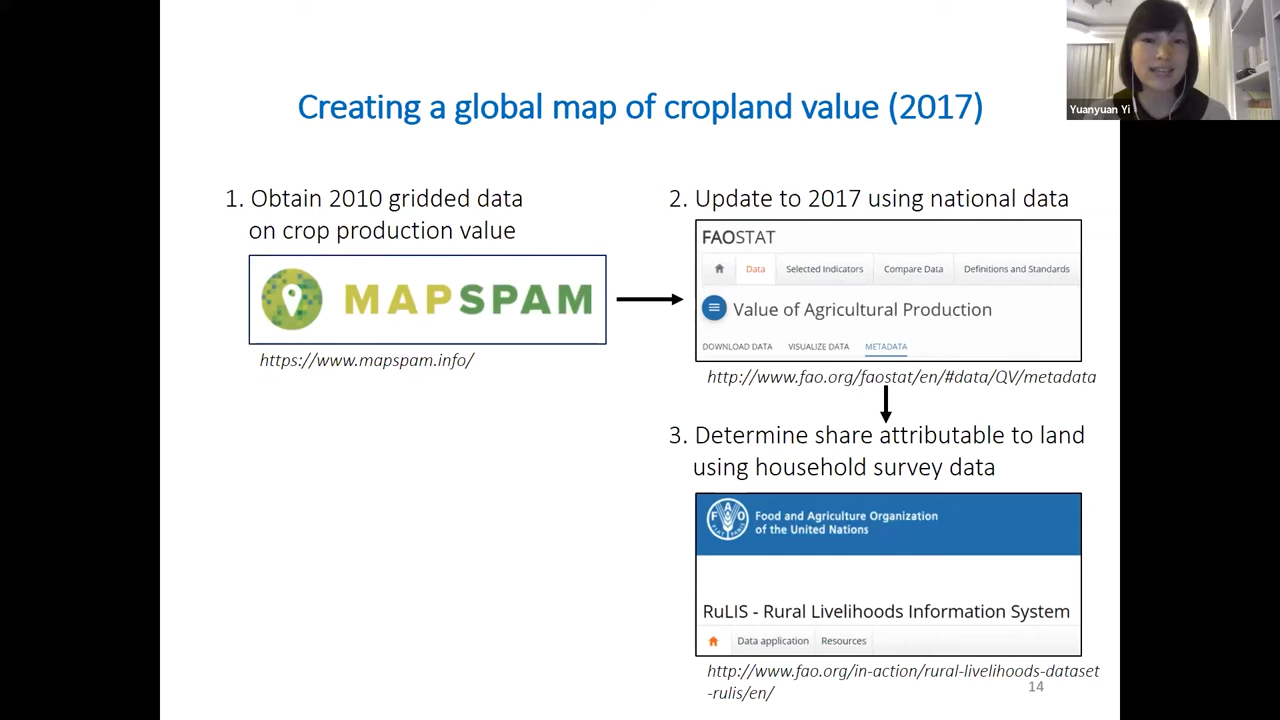 Creating a global map of cropland value (2017)
Yuanyuan Yi
1. Obtain 2010 gridded data
on crop production value
MAPSPAM
https://www.mapspam.info/
2. Update to 2017 using national data
FAOSTAT
Data
Selected Indicators
Compare Data
Definitions and Standards
Value of Agricultural Production
DOWNLOAD DATA
VISUALIZE DATA
METADATA
http://www.fao.org/faostat/en/#data/QV/metadata
3. Determine share attributable to land
using household survey data
FAO
Food and Agriculture Organization
of the United Nations
RuLIS - Rural Livelihoods Information System
Data application
Resources
http://www.fao.org/in-action/rural-livelihoods-dataset
-rulis/en/
14